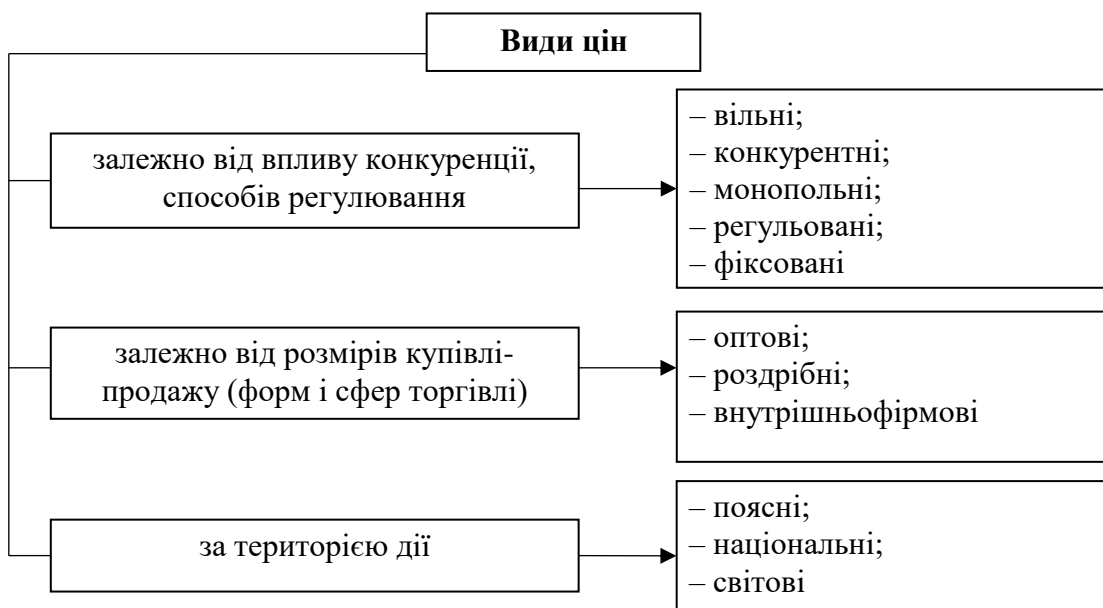 Види цін
залежно від впливу конкуренції,
способів регулювання
– вільні;
– конкурентні;
– монопольні;
– регульовані;
– фіксовані
залежно від розмірів купівлі-
продажу (форм і сфер торгівлі)
– оптові;
– роздрібні;
– внутрішньофірмові
за територією дії
– поясні;
– національні;
– світові